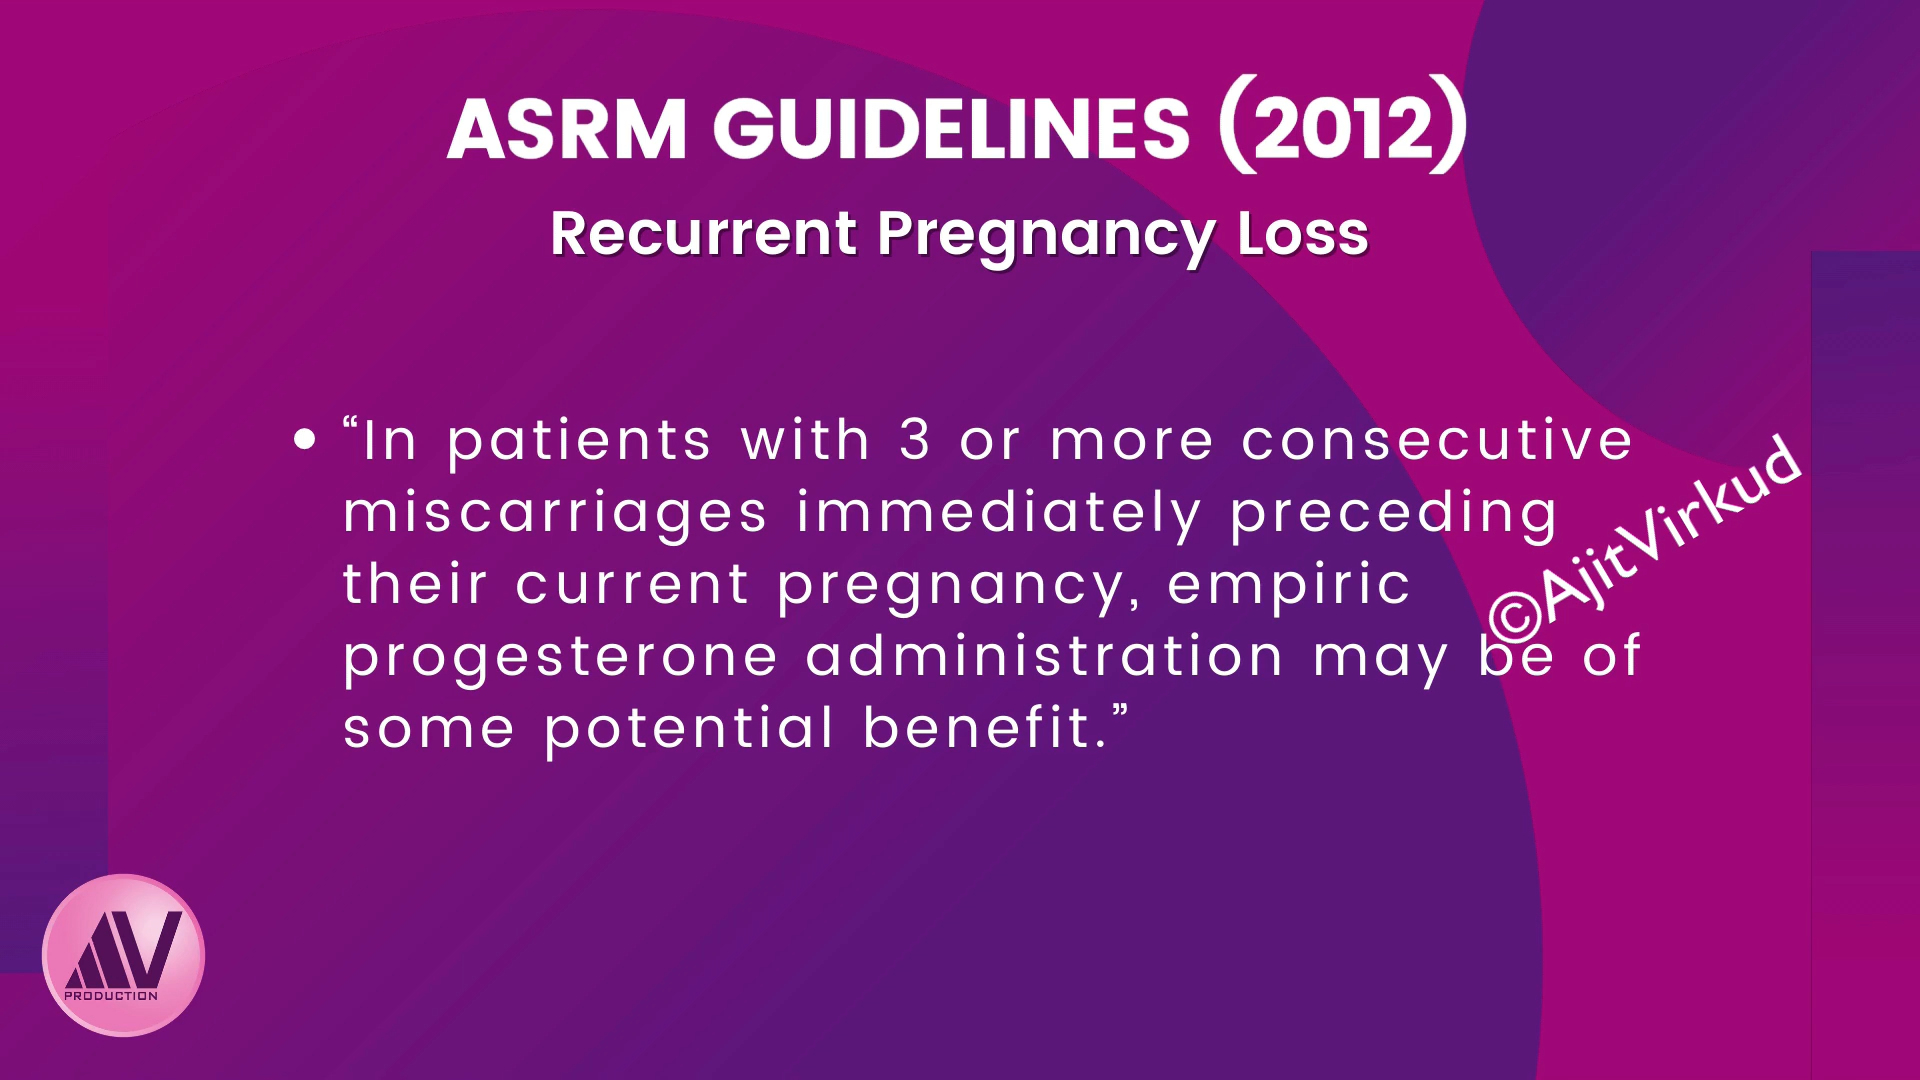 ASRM GUIDELINES (2012)
Recurrent Pregnancy Loss
• “In patients with 3 or more consecutive
miscarriages immediately preceding
their current pregnancy, empiric
progesterone administration may be of
some potential benefit.”
©AjitVirkud
AV
PRODUCTION